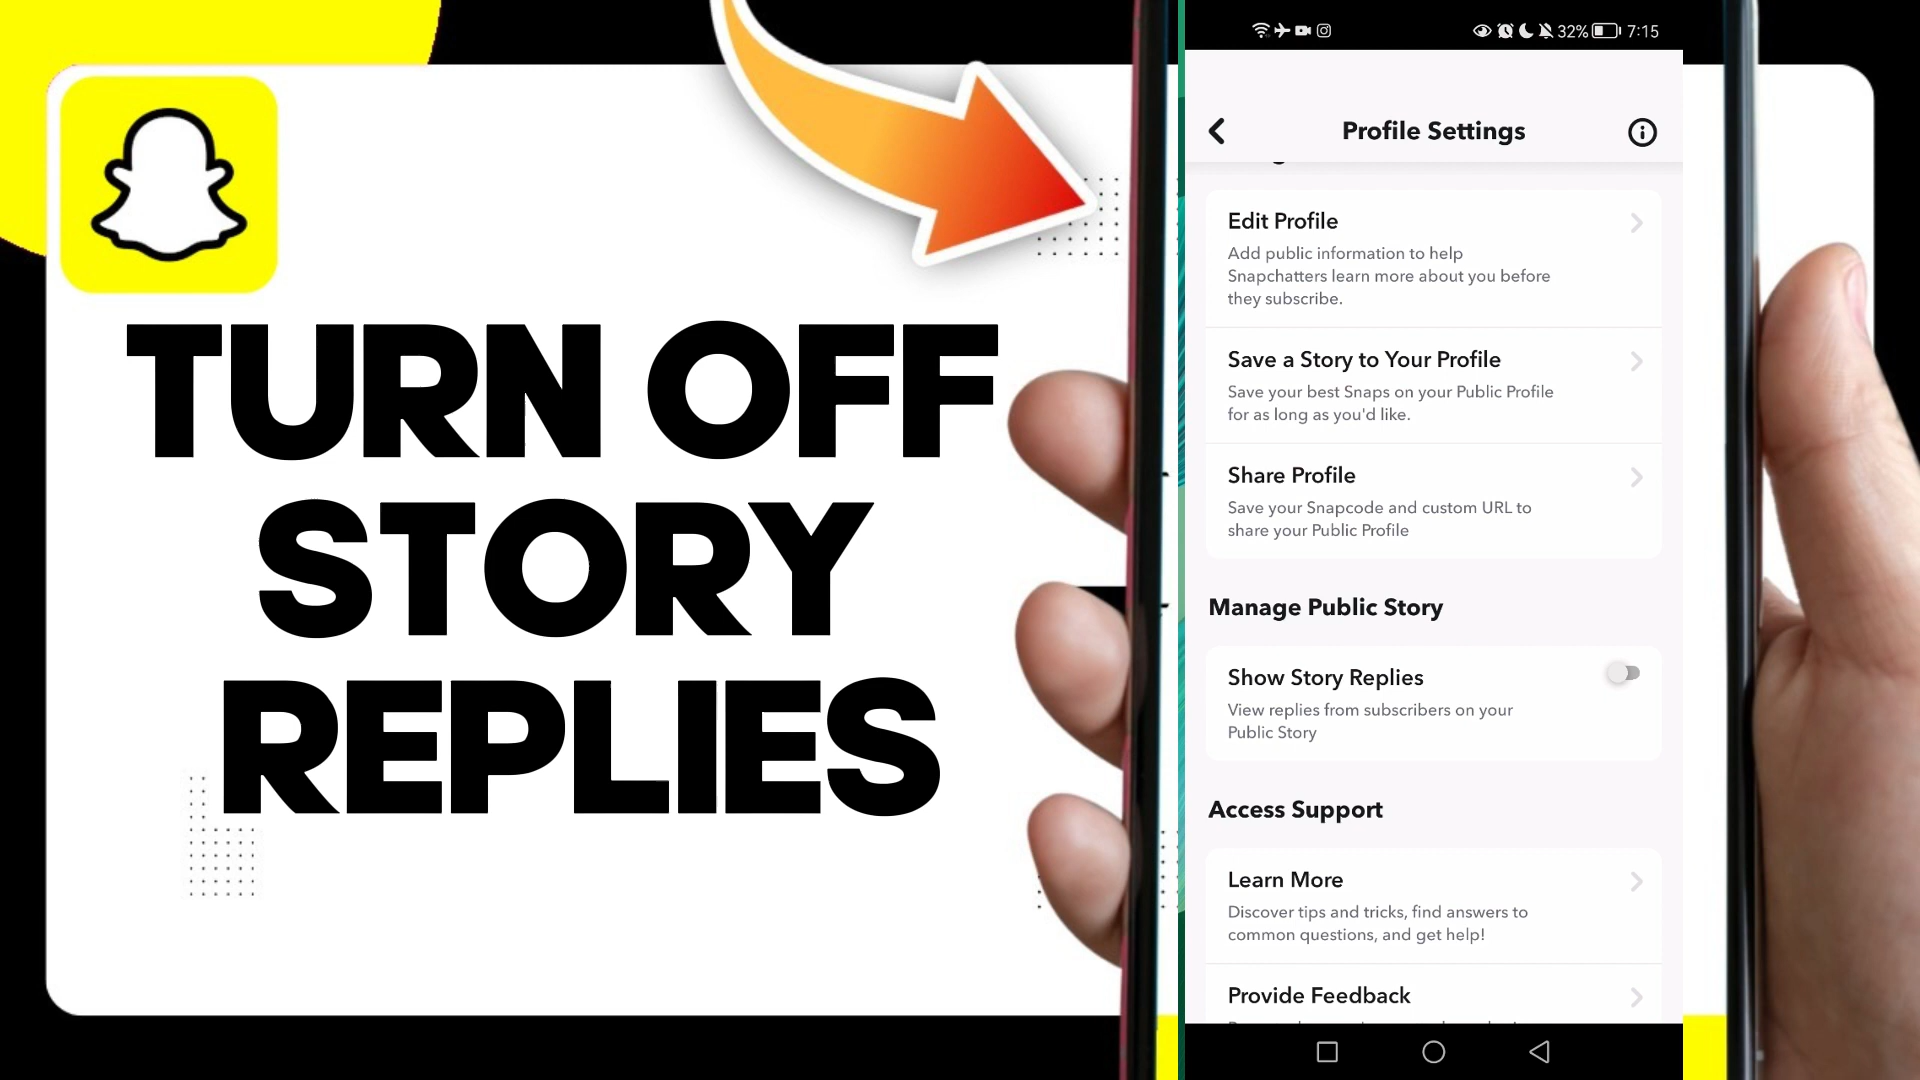 TURN OFF
STORY
REPLIES
32% 7:15
Profile Settings
Edit Profile
Add public information to help
Snapchatters learn more about you before
they subscribe.
Save a Story to Your Profile
Save your best Snaps on your Public Profile
for as long as you'd like.
Share Profile
Save your Snapcode and custom URL to
share your Public Profile
Manage Public Story
Show Story Replies
View replies from subscribers on your
Public Story
Access Support
Learn More
Discover tips and tricks, find answers to
common questions, and get help!
Provide Feedback